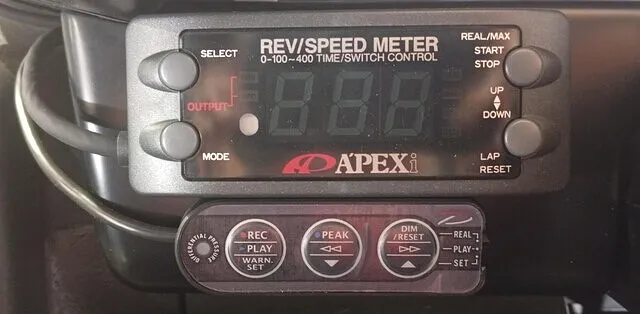 SELECT
REV/SPEED METER
0-100~400 TIME/SWITCH CONTROL
REAL/MAX
START
STOP
OUTPUT
UP
DOWN
MODE
A'PEXi
LAP
RESET
DIFFERENTIAL PRESSURE
REC
PLAY
WARN.
SET
PEAK
DIM
/RESET
REAL
PLAY
SET